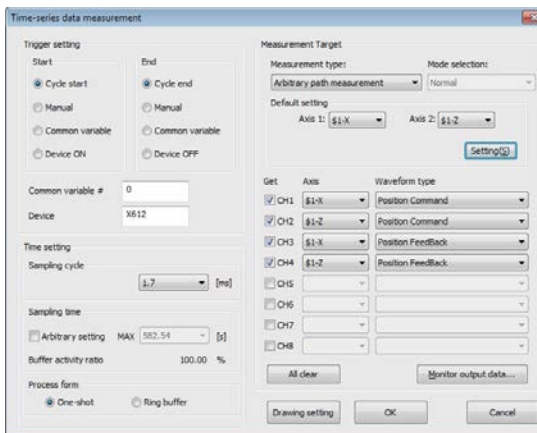 Time-series data measurement
Trigger setting
Start
End
Cycle start
Cycle end
Manual
Manual
Common variable
Common variable
Device ON
Device OFF
Common variable # 0
Device X612
Time setting
Sampling cycle
1.7 [ms]
Sampling time
Arbitrary setting MAX 582.54 [s]
Buffer activity ratio 100.00 %
Process form
One-shot Ring buffer
Measurement Target
Measurement type: Mode selection:
Arbitrary path measurement Normal
Default setting
Axis 1: $1-X Axis 2: $1-Z
Setting(S)
Get Axis Waveform type
CH1 $1-X Position Command
CH2 $1-Z Position Command
CH3 $1-X Position FeedBack
CH4 $1-Z Position FeedBack
CH5
CH6
CH7
CH8
All clear Monitor output data...
Drawing setting OK Cancel